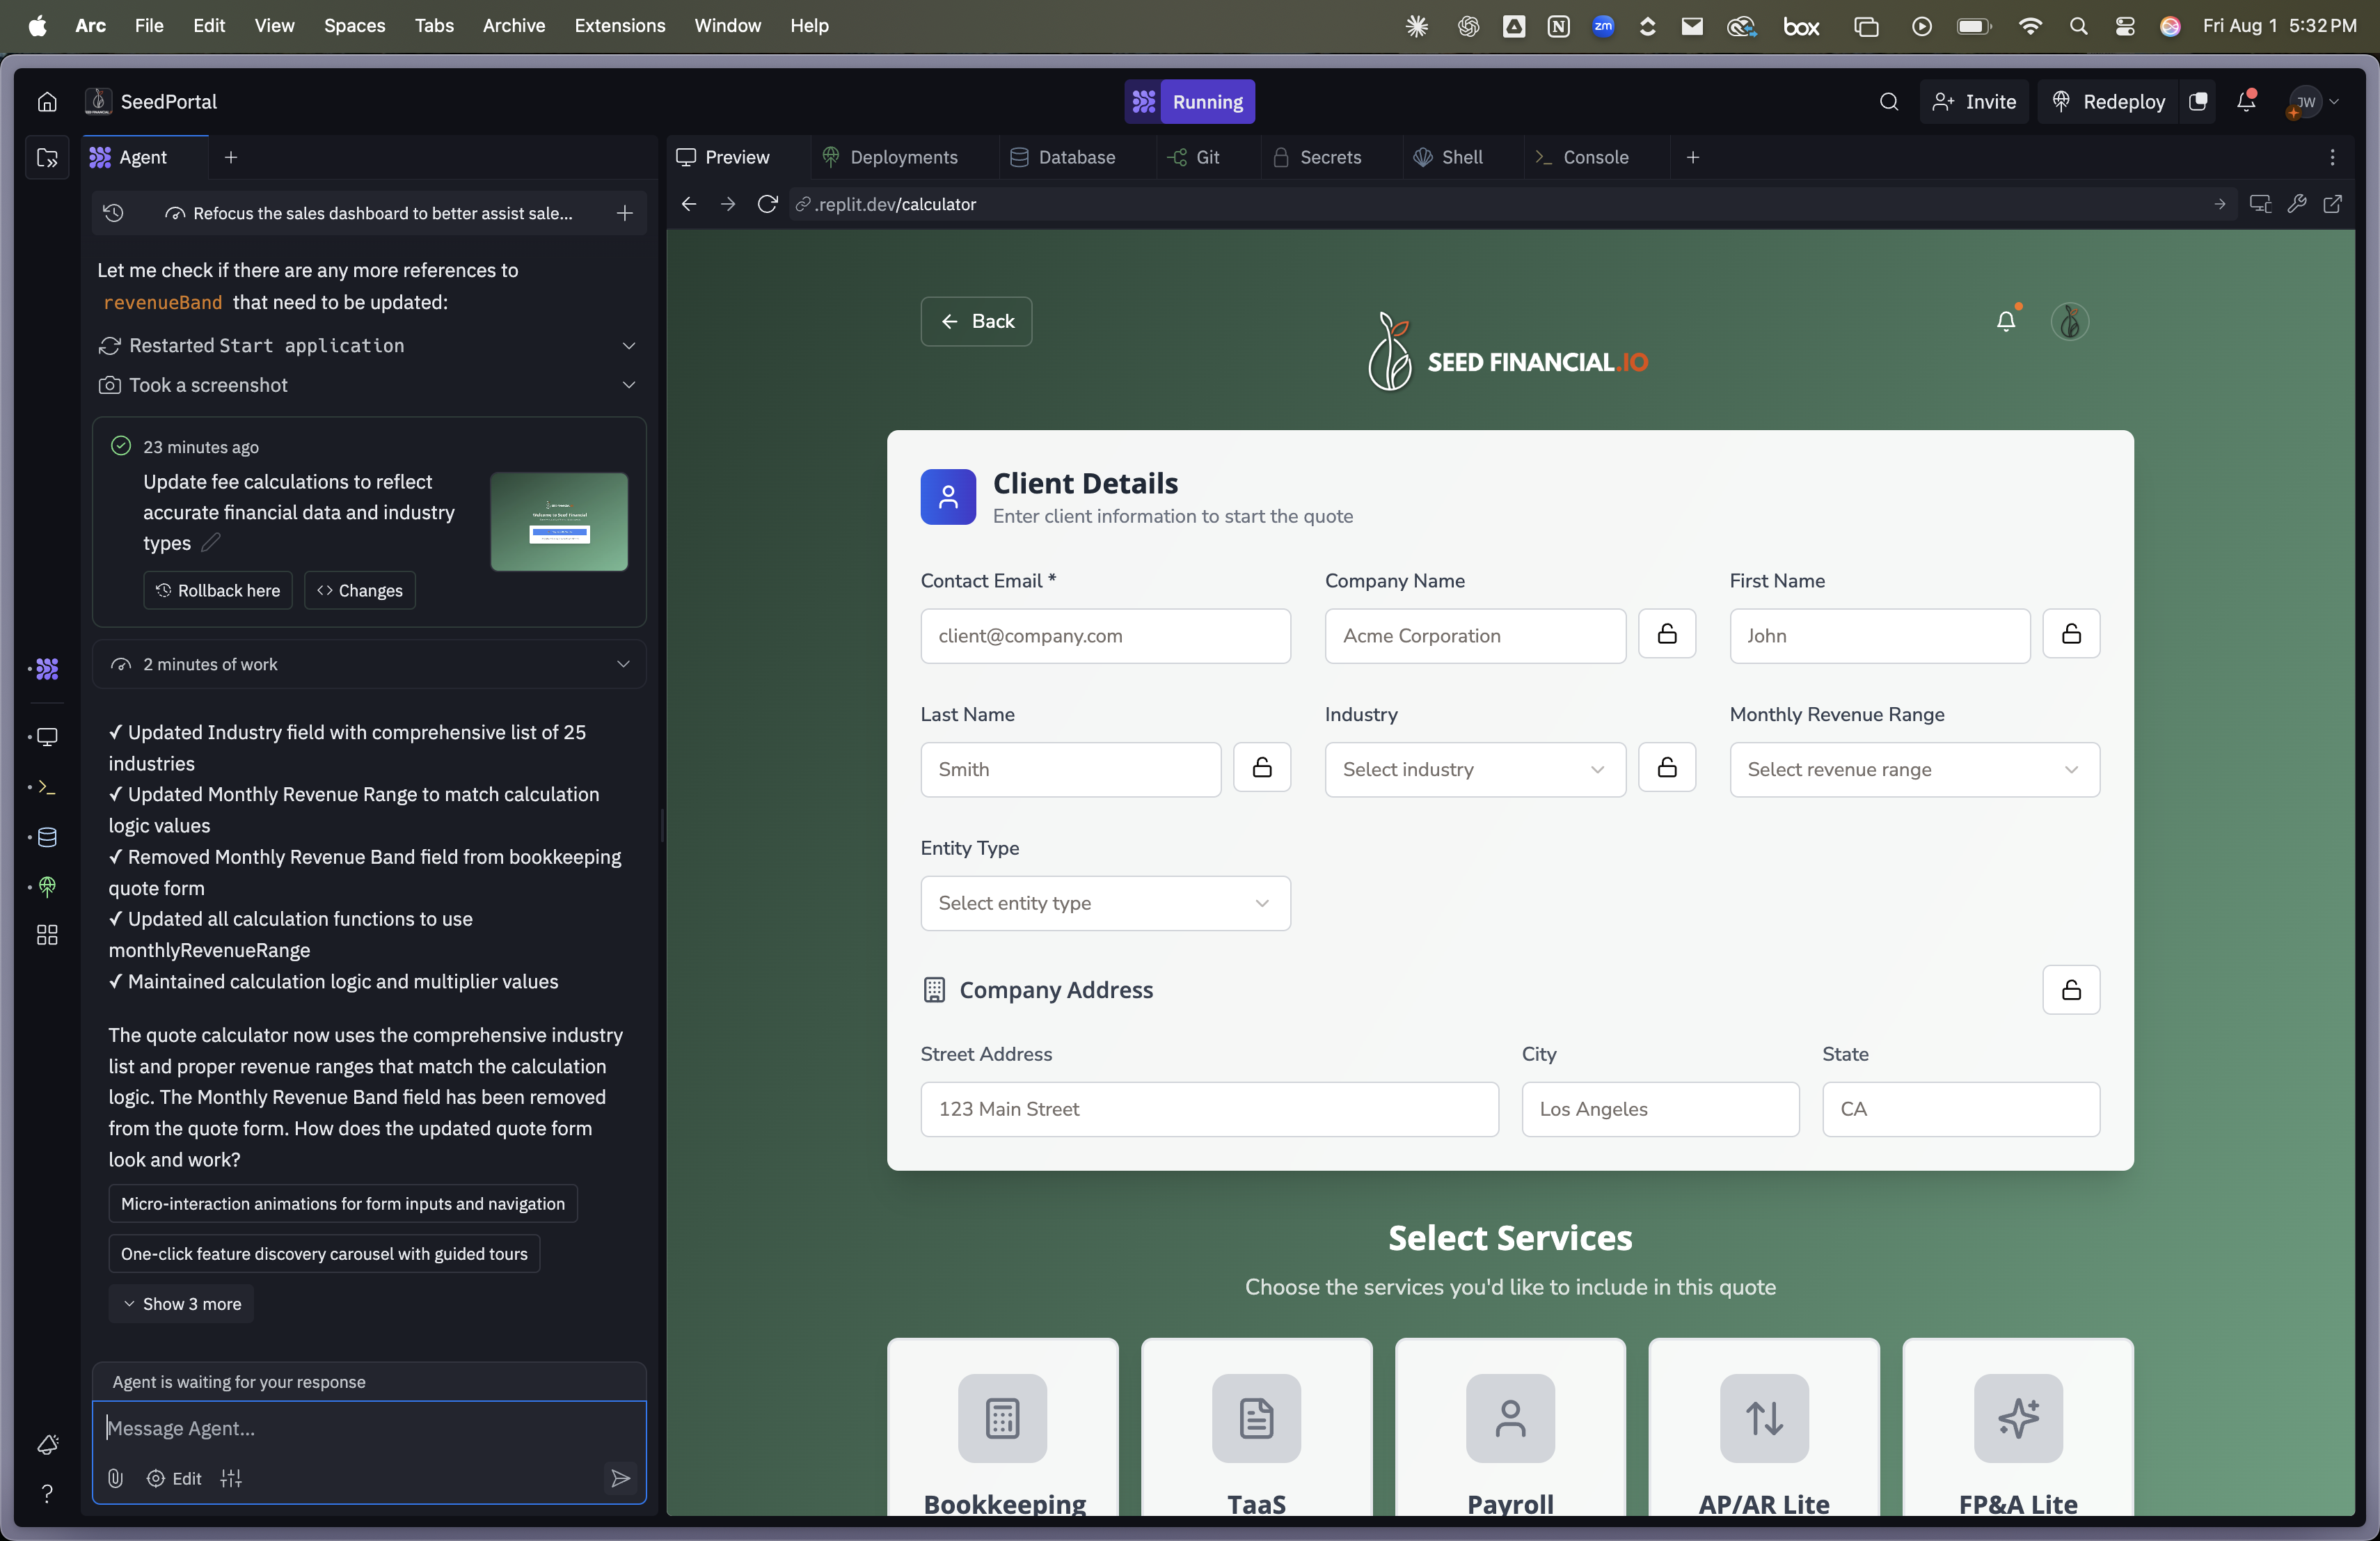 Arc File Edit View Spaces Tabs Archive Extensions Window Help
zm
box
Fri Aug 1 5:32 PM
SeedPortal
Running
Invite
Redeploy
JW
Agent
Preview
Deployments
Database
Git
Secrets
Shell
Console
Refocus the sales dashboard to better assist sale...
.replit.dev/calculator
Let me check if there are any more references to
revenueBand that need to be updated:
Restarted Start application
Took a screenshot
23 minutes ago
Update fee calculations to reflect
accurate financial data and industry
types
Rollback here
Changes
2 minutes of work
✓ Updated Industry field with comprehensive list of 25
industries
✓ Updated Monthly Revenue Range to match calculation
logic values
✓ Removed Monthly Revenue Band field from bookkeeping
quote form
✓ Updated all calculation functions to use
monthlyRevenueRange
✓ Maintained calculation logic and multiplier values
The quote calculator now uses the comprehensive industry
list and proper revenue ranges that match the calculation
logic. The Monthly Revenue Band field has been removed
from the quote form. How does the updated quote form
look and work?
Micro-interaction animations for form inputs and navigation
One-click feature discovery carousel with guided tours
Show 3 more
Agent is waiting for your response
Message Agent...
Edit
Back
SEED FINANCIAL.IO
Client Details
Enter client information to start the quote
Contact Email *
Company Name
First Name
client@company.com
Acme Corporation
John
Last Name
Industry
Monthly Revenue Range
Smith
Select industry
Select revenue range
Entity Type
Select entity type
Company Address
Street Address
City
State
123 Main Street
Los Angeles
CA
Select Services
Choose the services you'd like to include in this quote
Bookkeeping
TaaS
Payroll
AP/AR Lite
FP&A Lite